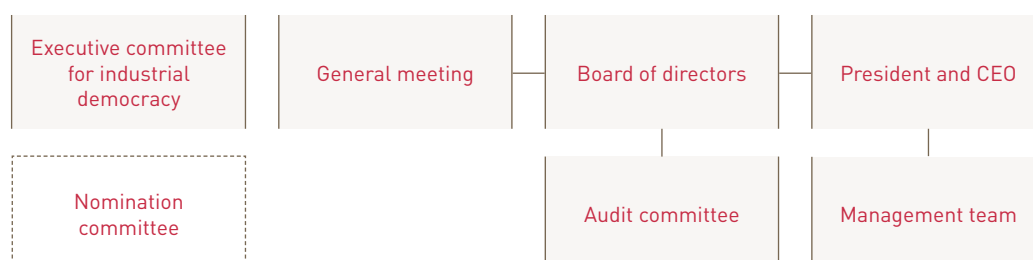 Executive committee
for industrial
democracy
General meeting
Board of directors
President and CEO
Nomination
committee
Audit committee
Management team